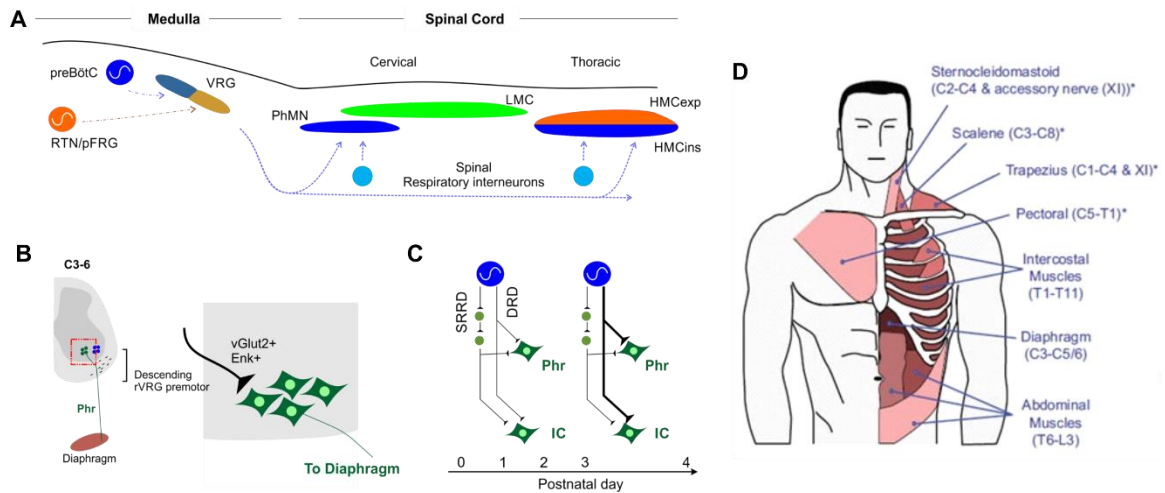 A
Medulla
Spinal Cord
preBötC
VRG
RTN/pFRG
Cervical
Thoracic
PhMN
LMC
HMCexp
HMCins
Spinal
Respiratory interneurons
B
C3-6
Descending
rVRG premotor
Phr
Diaphragm
vGlut2+
Enk+
To Diaphragm
C
SRRD
DRD
Phr
IC
Phr
IC
0 1 2 3 4
Postnatal day
D
Sternocleidomastoid
(C2-C4 & accessory nerve (XI))*
Scalene (C3-C8)*
Trapezius (C1-C4 & XI)*
Pectoral (C5-T1)*
Intercostal
Muscles
(T1-T11)
Diaphragm
(C3-C5/6)
Abdominal
Muscles
(T6-L3)